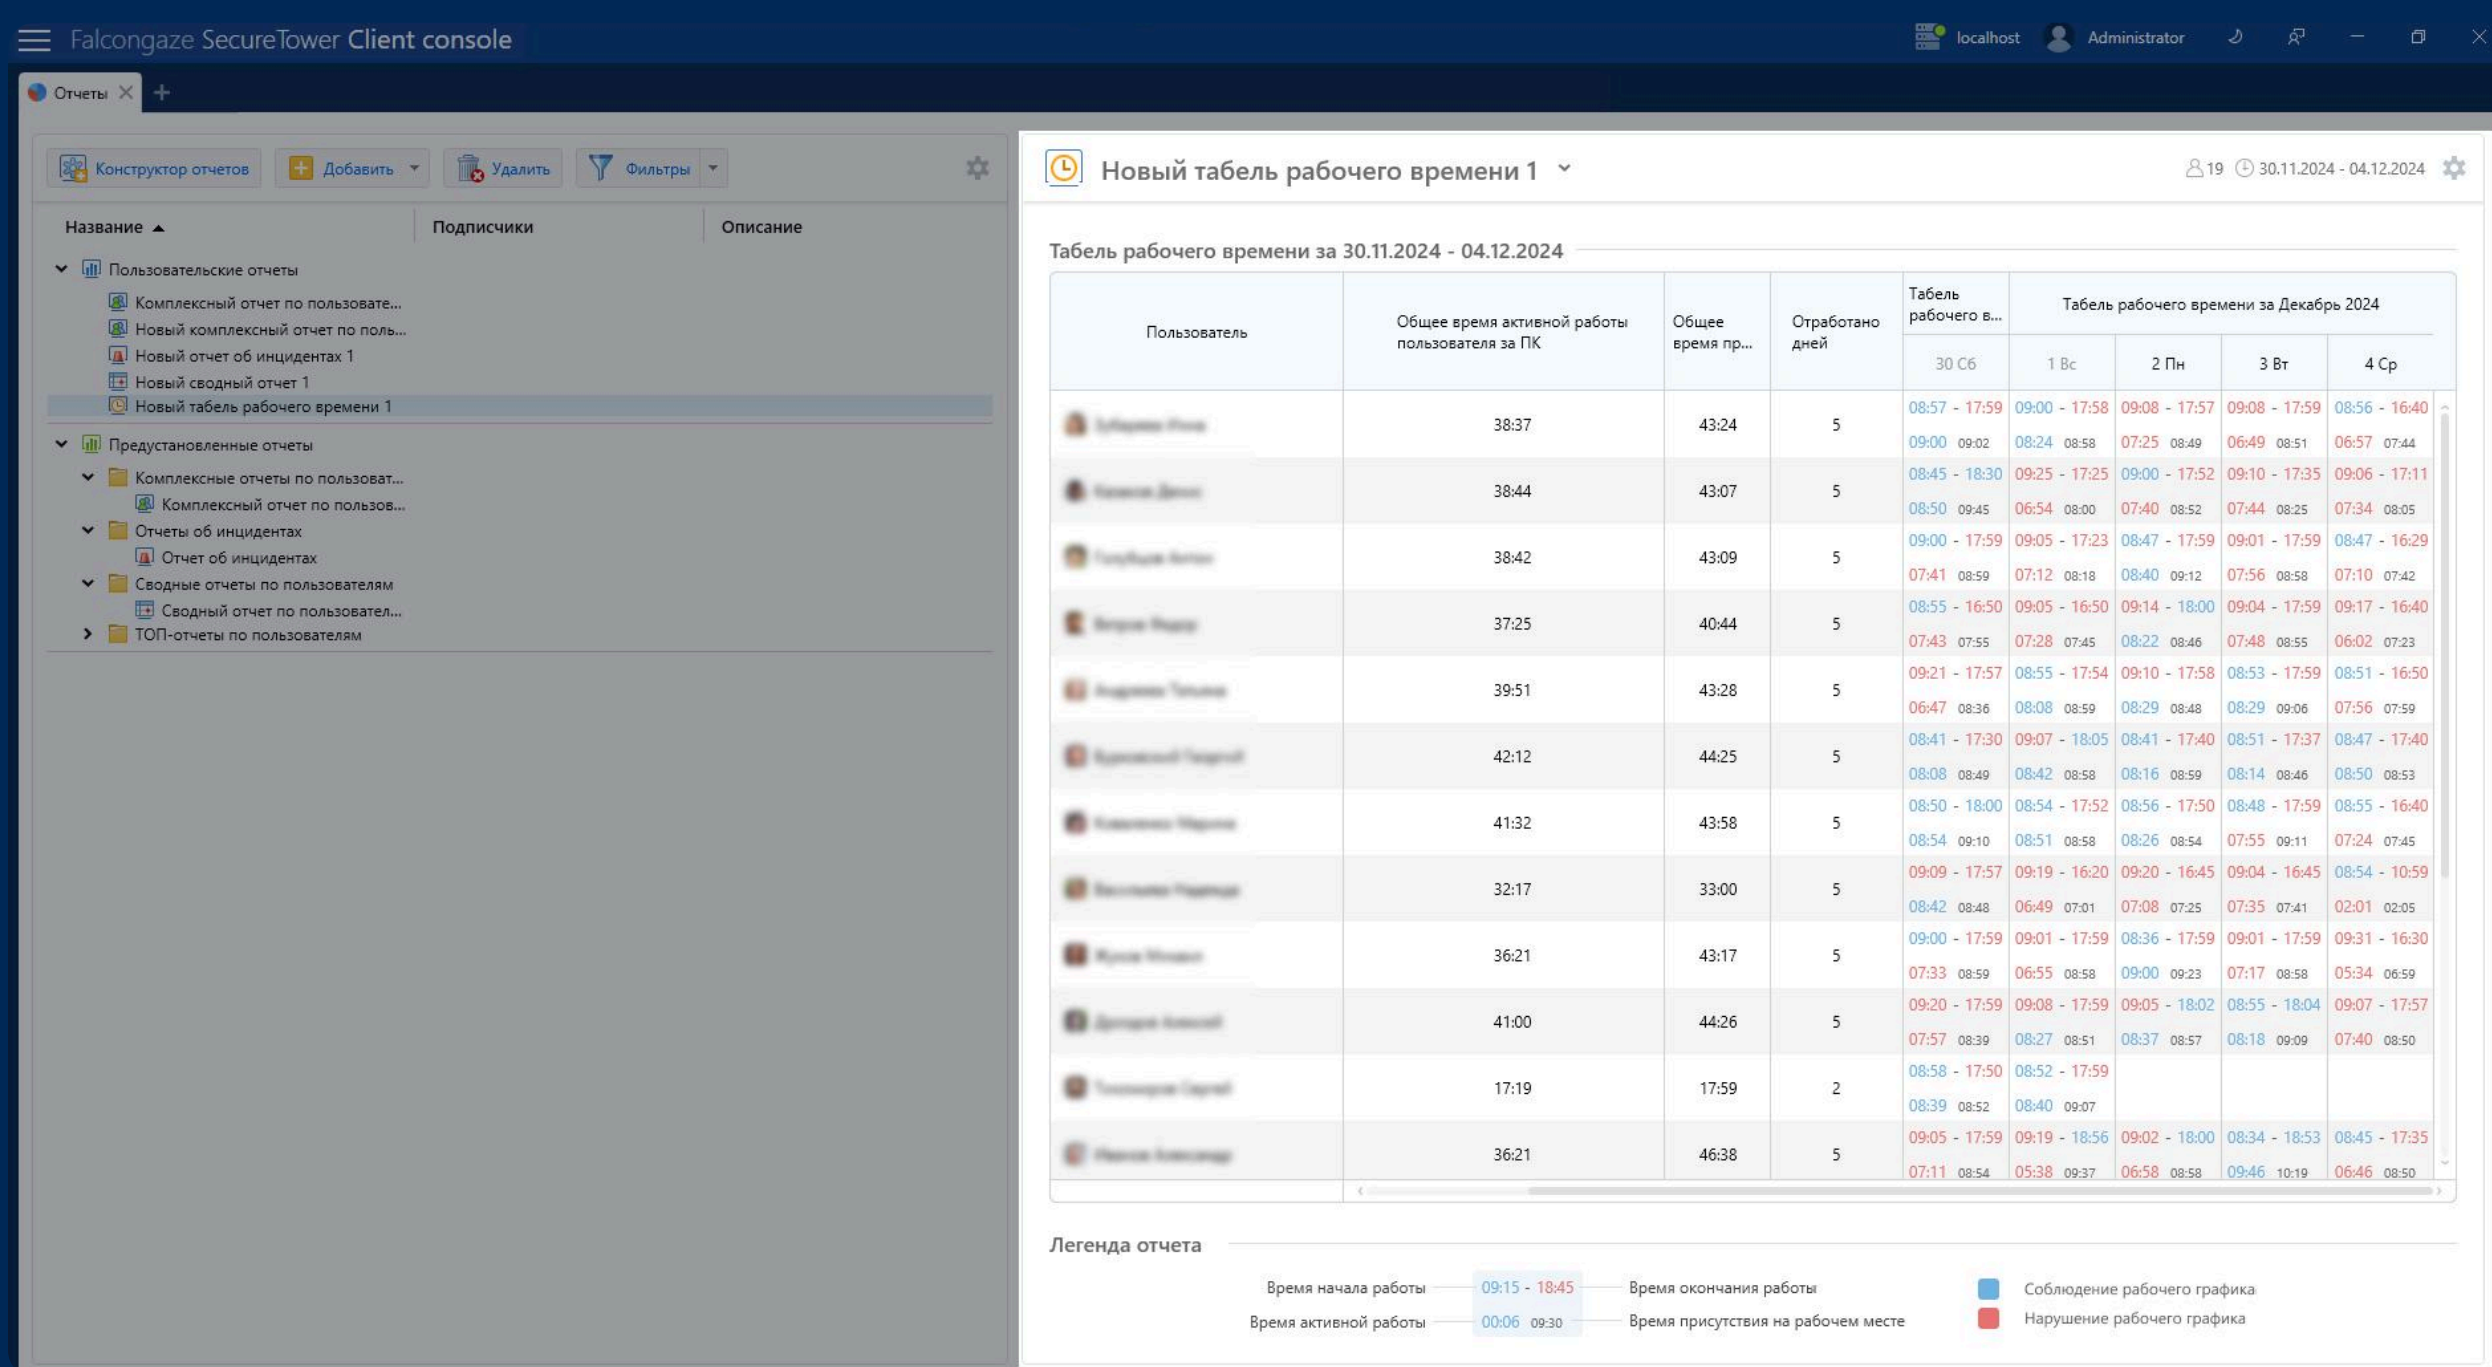 Falcongaze SecureTower Client console
localhost
Administrator
Отчеты
Конструктор отчетов
Добавить
Удалить
Фильтры
Название
Подписчики
Описание
Пользовательские отчеты
Комплексный отчет по пользовате...
Новый комплексный отчет по поль...
Новый отчет об инцидентах 1
Новый сводный отчет 1
Новый табель рабочего времени 1
Предустановленные отчеты
Комплексные отчеты по пользоват...
Комплексный отчет по пользов...
Отчеты об инцидентах
Отчет об инцидентах
Сводные отчеты по пользователям
Сводный отчет по пользовател...
ТОП-отчеты по пользователям
Новый табель рабочего времени 1
19 30.11.2024 - 04.12.2024
Табель рабочего времени за 30.11.2024 - 04.12.2024
Пользователь
Общее время активной работы
пользователя за ПК
Общее
время пр...
Отработано
дней
Табель
рабочего в...
Табель рабочего времени за Декабрь 2024
30 Сб 1 Вс 2 Пн 3 Вт 4 Ср
08:57 - 17:59 09:00 - 17:58 09:08 - 17:57 09:08 - 17:59 08:56 - 16:40
38:37 43:24 5
09:00 09:02 08:24 08:58 07:25 08:49 06:49 08:51 06:57 07:44
08:45 - 18:30 09:25 - 17:25 09:00 - 17:52 09:10 - 17:35 09:06 - 17:11
38:44 43:07 5
08:50 09:45 06:54 08:00 07:40 08:52 07:44 08:25 07:34 08:05
09:00 - 17:59 09:05 - 17:23 08:47 - 17:59 09:01 - 17:59 08:47 - 16:29
38:42 43:09 5
07:41 08:59 07:12 08:18 08:40 09:12 07:56 08:58 07:10 07:42
08:55 - 16:50 09:05 - 16:50 09:14 - 18:00 09:04 - 17:59 09:17 - 16:40
37:25 40:44 5
07:43 07:55 07:28 07:45 08:22 08:46 07:48 08:55 06:02 07:23
09:21 - 17:57 08:55 - 17:54 09:10 - 17:58 08:53 - 17:59 08:51 - 16:50
39:51 43:28 5
06:47 08:36 08:08 08:59 08:29 08:48 08:29 09:06 07:56 07:59
08:41 - 17:30 09:07 - 18:05 08:41 - 17:40 08:51 - 17:37 08:47 - 17:40
42:12 44:25 5
08:08 08:49 08:42 08:58 08:16 08:59 08:14 08:46 08:50 08:53
08:50 - 18:00 08:54 - 17:52 08:56 - 17:50 08:48 - 17:59 08:55 - 16:40
41:32 43:58 5
08:54 09:10 08:51 08:58 08:26 08:54 07:55 09:11 07:24 07:45
09:09 - 17:57 09:19 - 16:20 09:20 - 16:45 09:04 - 16:45 08:54 - 10:59
32:17 33:00 5
08:42 08:48 06:49 07:01 07:08 07:25 07:35 07:41 02:01 02:05
09:00 - 17:59 09:01 - 17:59 08:36 - 17:59 09:01 - 17:59 09:31 - 16:30
36:21 43:17 5
07:33 08:59 06:55 08:58 09:00 09:23 07:17 08:58 05:34 06:59
09:20 - 17:59 09:08 - 17:59 09:05 - 18:02 08:55 - 18:04 09:07 - 17:57
41:00 44:26 5
07:57 08:39 08:27 08:51 08:37 08:57 08:18 09:09 07:40 08:50
08:58 - 17:50 08:52 - 17:59
17:19 17:59 2
08:39 08:52 08:40 09:07
09:05 - 17:59 09:19 - 18:56 09:02 - 18:00 08:34 - 18:53 08:45 - 17:35
36:21 46:38 5
07:11 08:54 05:38 09:37 06:58 08:58 09:46 10:19 06:46 08:50
Легенда отчета
Время начала работы 09:15 - 18:45 Время окончания работы
Время активной работы 00:06 09:30 Время присутствия на рабочем месте
Соблюдение рабочего графика
Нарушение рабочего графика